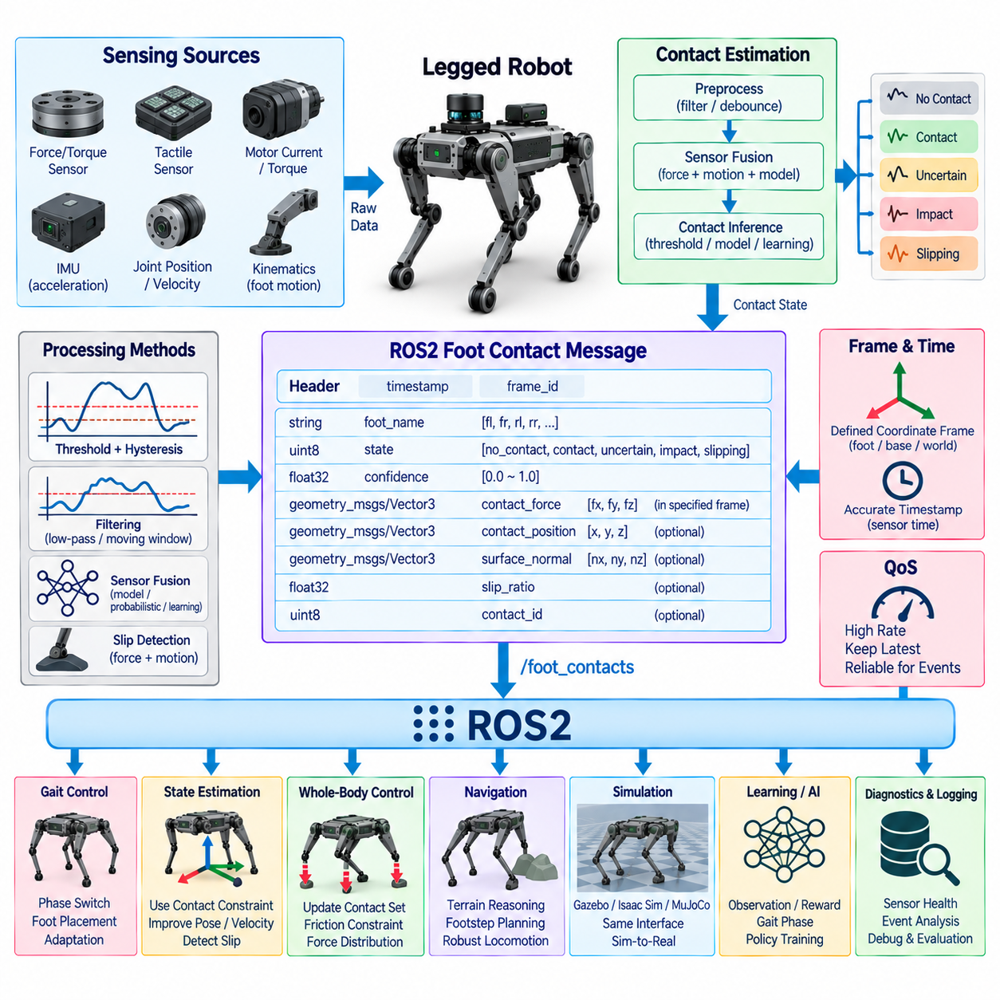 Sensing Sources
Force/Torque
Sensor
Tactile
Sensor
Motor Current
/ Torque
IMU
(acceleration)
Joint Position
/ Velocity
Kinematics
(foot motion)
Raw
Data
Legged Robot
Contact Estimation
Preprocess
(filter / debounce)
Sensor Fusion
(force + motion + model)
Contact Inference
(threshold / model / learning)
No Contact
Contact
Uncertain
Impact
Slipping
Contact State
Processing Methods
Threshold + Hysteresis
Filtering
(low-pass / moving window)
Sensor Fusion
(model /
probabilistic / learning)
Slip Detection
(force + motion)
ROS2 Foot Contact Message
Header timestamp frame_id
string foot_name [fl, fr, rl, rr, ...]
uint8 state [no_contact, contact, uncertain, impact, slipping]
float32 confidence [0.0 ~ 1.0]
geometry_msgs/Vector3 contact_force [fx, fy, fz] (in specified frame)
geometry_msgs/Vector3 contact_position [x, y, z] (optional)
geometry_msgs/Vector3 surface_normal [nx, ny, nz] (optional)
float32 slip_ratio (optional)
uint8 contact_id (optional)
Frame & Time
Defined Coordinate Frame
(foot / base / world)
Accurate Timestamp
(sensor time)
QoS
High Rate
Keep Latest
Reliable for Events
/foot_contacts
ROS2
Gait Control
Phase Switch
Foot Placement
Adaptation
State Estimation
Use Contact Constraint
Improve Pose / Velocity
Detect Slip
Whole-Body Control
Update Contact Set
Friction Constraint
Force Distribution
Navigation
Terrain Reasoning
Footstep Planning
Robust Locomotion
Simulation
Gazebo / Isaac Sim / MuJoCo
Same Interface
Sim-to-Real
Learning / AI
Observation / Reward
Gait Phase
Policy Training
Diagnostics & Logging
Sensor Health
Event Analysis
Debug & Evaluation